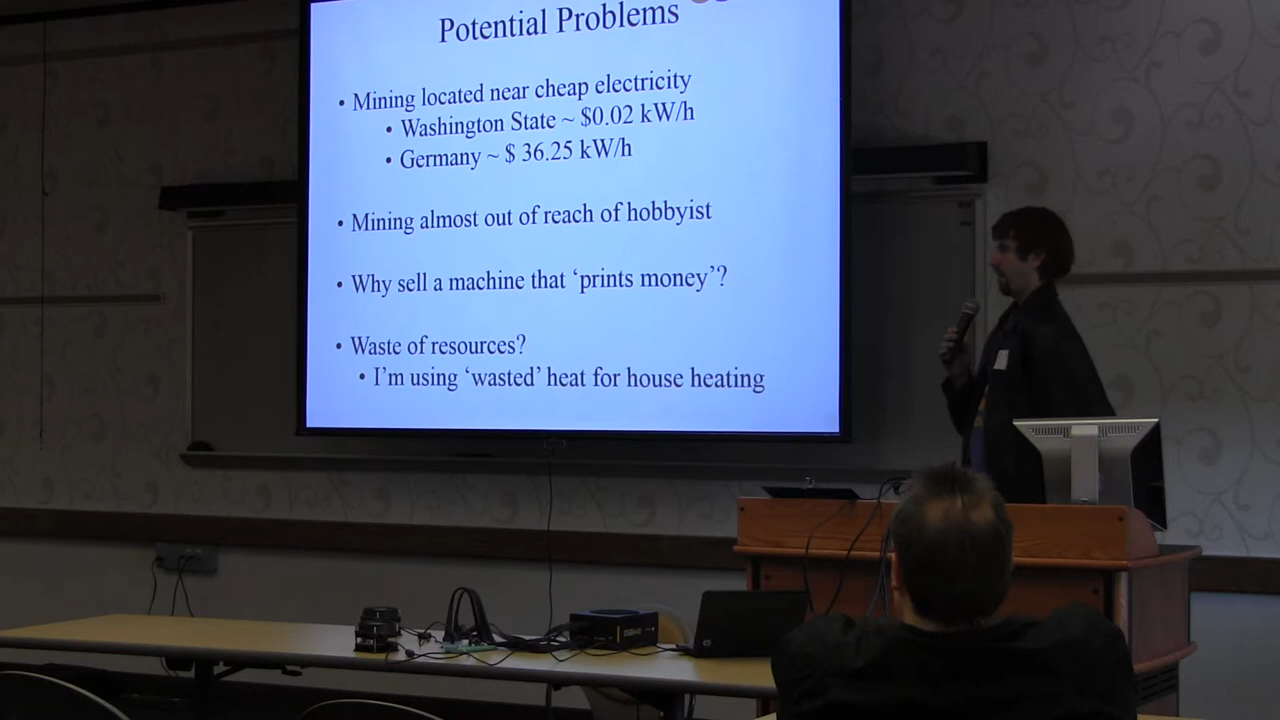 Potential Problems
• Mining located near cheap electricity
• Washington State ~ $0.02 kW/h
• Germany ~ $ 36.25 kW/h
• Mining almost out of reach of hobbyist
• Why sell a machine that ‘prints money’?
• Waste of resources?
• I’m using ‘wasted’ heat for house heating